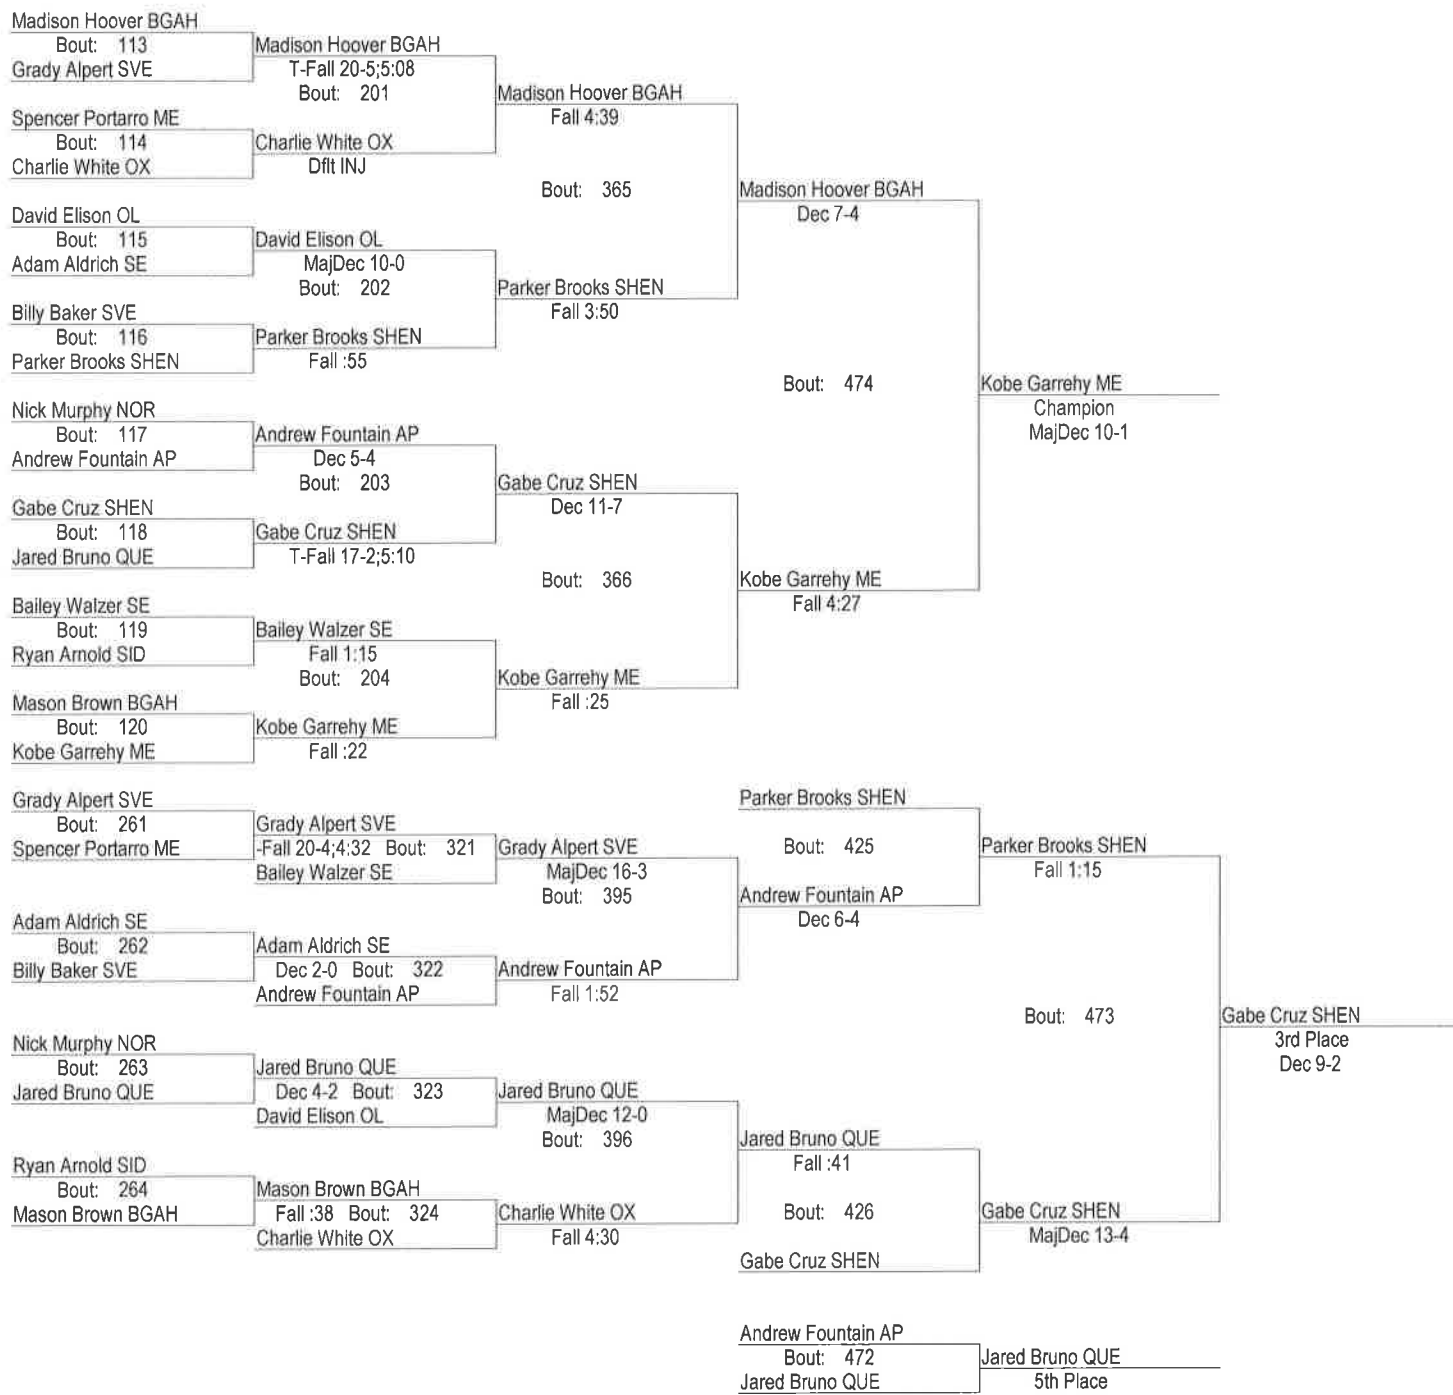 Madison Hoover BGAH
Bout: 113
Grady Alpert SVE
Madison Hoover BGAH
T-Fall 20-5;5:08
Bout: 201
Spencer Portarro ME
Bout: 114
Charlie White OX
Charlie White OX
Dflt INJ
Madison Hoover BGAH
Fall 4:39
Bout: 365
David Elison OL
Bout: 115
Adam Aldrich SE
David Elison OL
MajDec 10-0
Bout: 202
Billy Baker SVE
Bout: 116
Parker Brooks SHEN
Parker Brooks SHEN
Fall :55
Parker Brooks SHEN
Fall 3:50
Madison Hoover BGAH
Dec 7-4
Bout: 474
Nick Murphy NOR
Bout: 117
Andrew Fountain AP
Andrew Fountain AP
Dec 5-4
Bout: 203
Gabe Cruz SHEN
Bout: 118
Jared Bruno QUE
Gabe Cruz SHEN
T-Fall 17-2;5:10
Gabe Cruz SHEN
Dec 11-7
Bout: 366
Bailey Walzer SE
Bout: 119
Ryan Arnold SID
Bailey Walzer SE
Fall 1:15
Bout: 204
Mason Brown BGAH
Bout: 120
Kobe Garrehy ME
Kobe Garrehy ME
Fall :22
Kobe Garrehy ME
Fall :25
Kobe Garrehy ME
Fall 4:27
Kobe Garrehy ME
Champion
MajDec 10-1
Grady Alpert SVE
Bout: 261
Spencer Portarro ME
Grady Alpert SVE
-Fall 20-4;4:32 Bout: 321
Bailey Walzer SE
Grady Alpert SVE
MajDec 16-3
Bout: 395
Adam Aldrich SE
Bout: 262
Billy Baker SVE
Adam Aldrich SE
Dec 2-0 Bout: 322
Andrew Fountain AP
Andrew Fountain AP
Fall 1:52
Parker Brooks SHEN
Bout: 425
Andrew Fountain AP
Dec 6-4
Parker Brooks SHEN
Fall 1:15
Bout: 473
Nick Murphy NOR
Bout: 263
Jared Bruno QUE
Jared Bruno QUE
Dec 4-2 Bout: 323
David Elison OL
Jared Bruno QUE
MajDec 12-0
Bout: 396
Ryan Arnold SID
Bout: 264
Mason Brown BGAH
Mason Brown BGAH
Fall :38 Bout: 324
Charlie White OX
Charlie White OX
Fall 4:30
Jared Bruno QUE
Fall :41
Bout: 426
Gabe Cruz SHEN
Gabe Cruz SHEN
MajDec 13-4
Gabe Cruz SHEN
3rd Place
Dec 9-2
Andrew Fountain AP
Bout: 472
Jared Bruno QUE
Jared Bruno QUE
5th Place